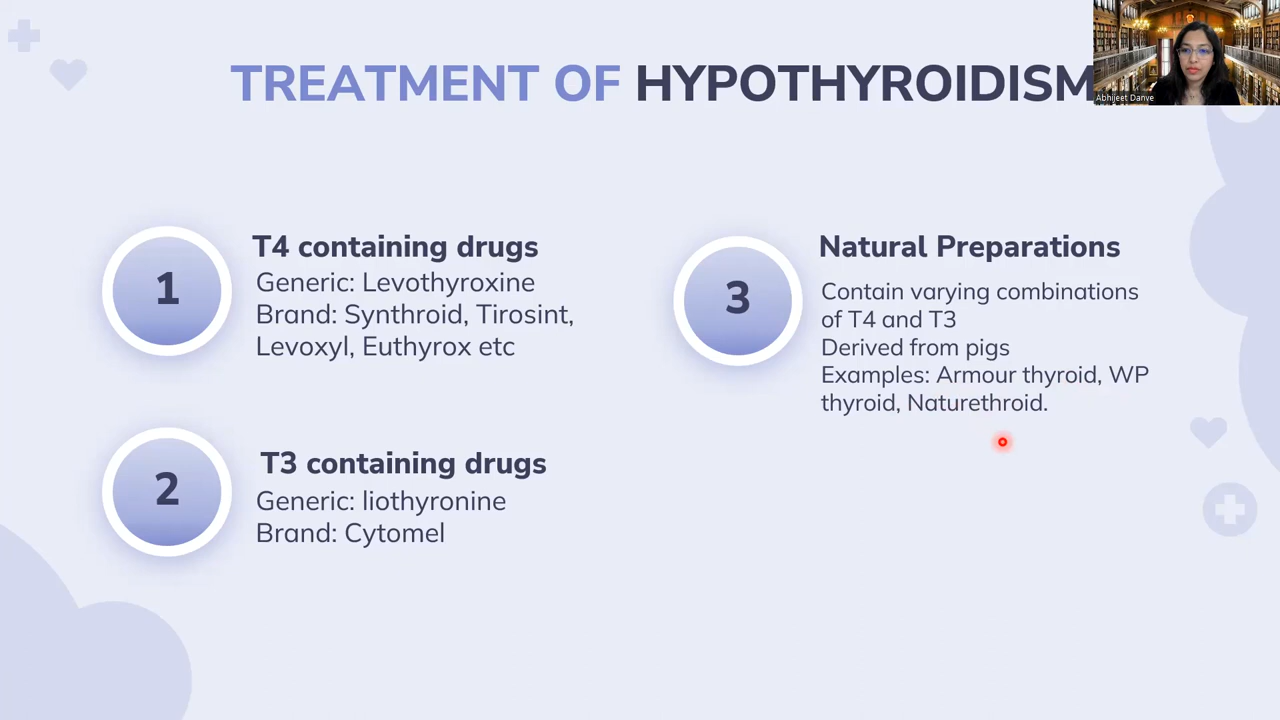 TREATMENT OF HYPOTHYROIDISM
Abhijeet Danve
1
T4 containing drugs
Generic: Levothyroxine
Brand: Synthroid, Tirosint,
Levoxyl, Euthyrox etc
2
T3 containing drugs
Generic: liothyronine
Brand: Cytomel
3
Natural Preparations
Contain varying combinations
of T4 and T3
Derived from pigs
Examples: Armour thyroid, WP
thyroid, Naturethroid.